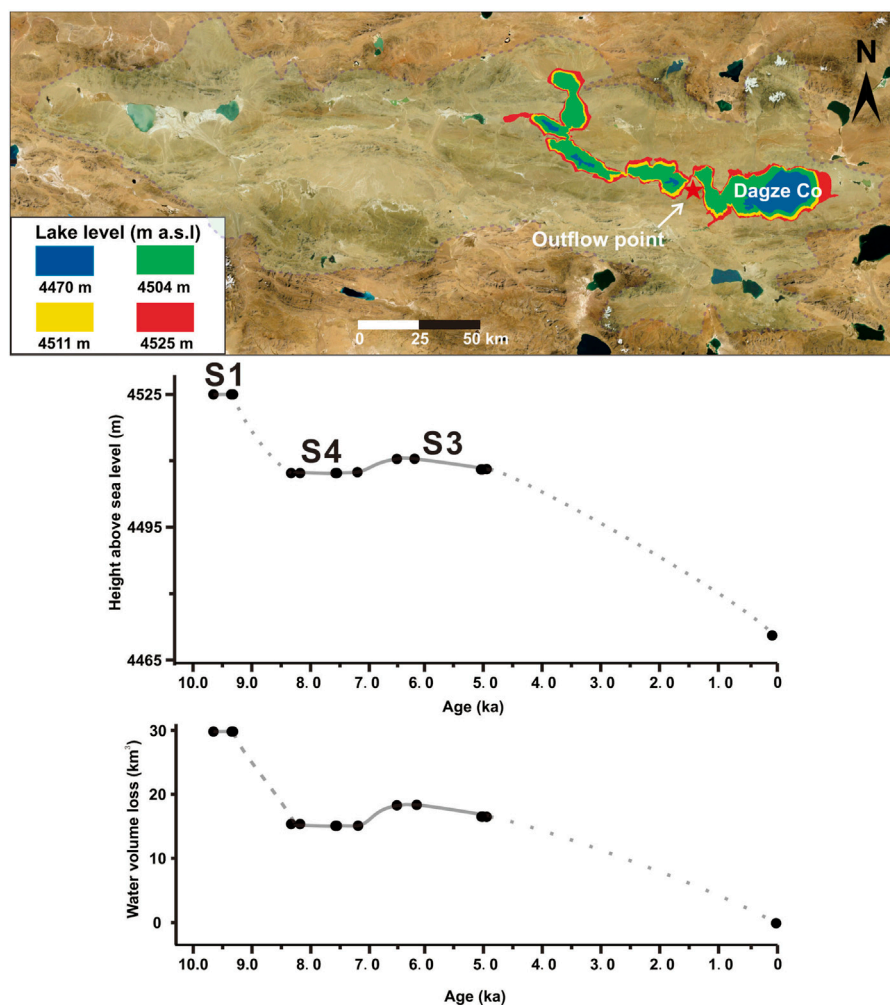 N
Dagze Co
Outflow point
Lake level (m a.s.l)
4470 m
4504 m
4511 m
4525 m
0 25 50 km
S1
S4
S3
4525
4495
4465
Height above sea level (m)
10.0 9.0 8.0 7.0 6.0 5.0 4.0 3.0 2.0 1.0 0
Age (ka)
30
20
10
0
Water volume loss (km³)
10.0 9.0 8.0 7.0 6.0 5.0 4.0 3.0 2.0 1.0 0
Age (ka)